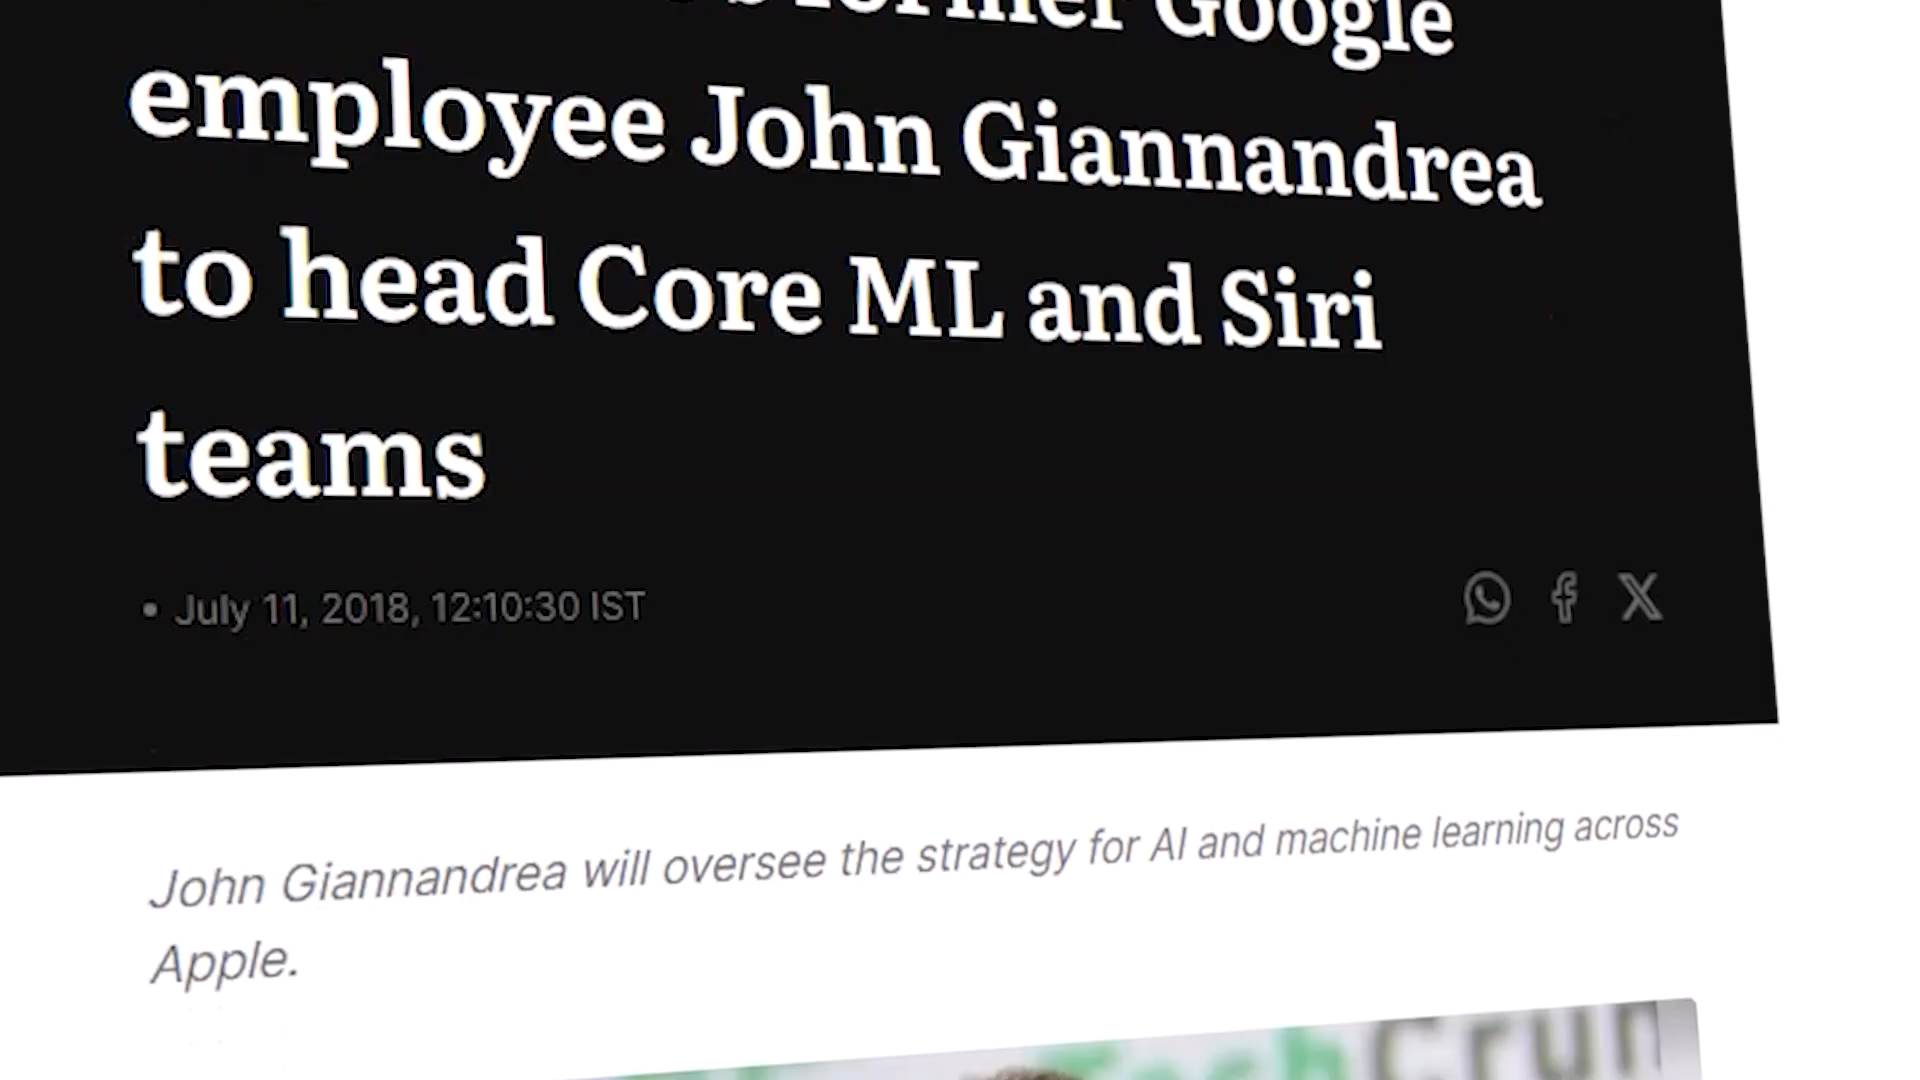 former Google
employee John Giannandrea
to head Core ML and Siri
teams
• July 11, 2018, 12:10:30 IST
John Giannandrea will oversee the strategy for AI and machine learning across
Apple.